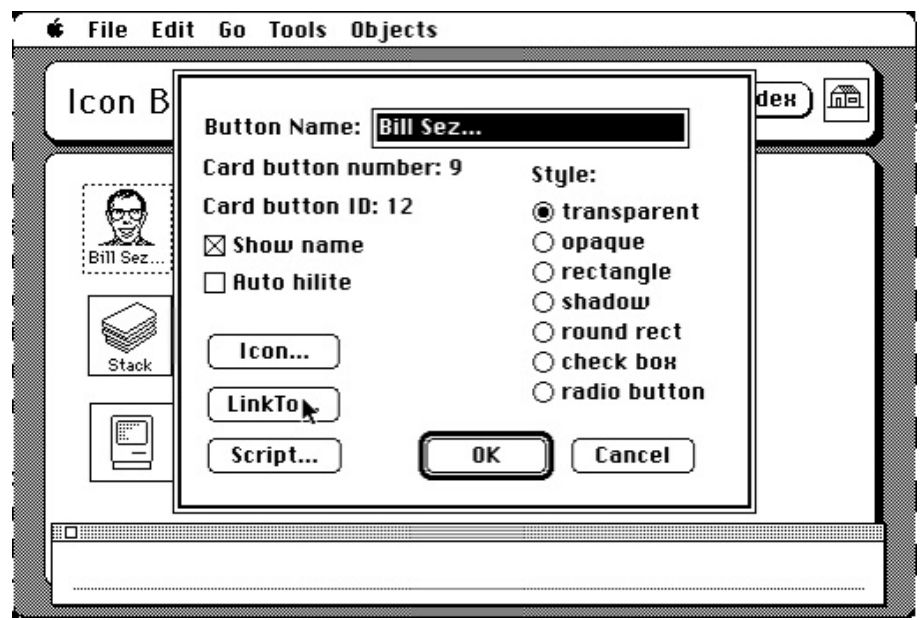 File Edit Go Tools Objects
Icon B
dex
Button Name: Bill Sez...
Card button number: 9
Card button ID: 12
Show name
Auto hilite
Style:
transparent
opaque
rectangle
shadow
round rect
check box
radio button
Icon...
LinkTo
Script...
OK
Cancel
Bill Sez...
Stack